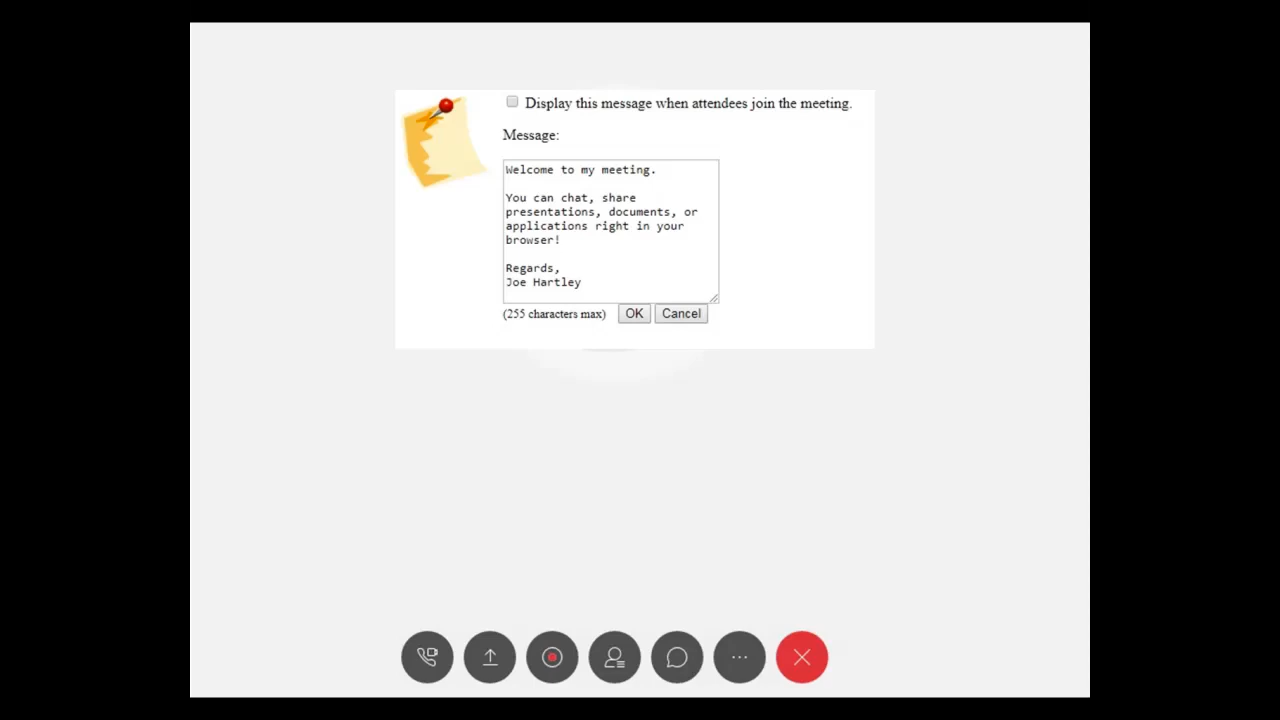 Display this message when attendees join the meeting.
Message:
Welcome to my meeting.
You can chat, share
presentations, documents, or
applications right in your
browser!
Regards,
Joe Hartley
(255 characters max) OK Cancel